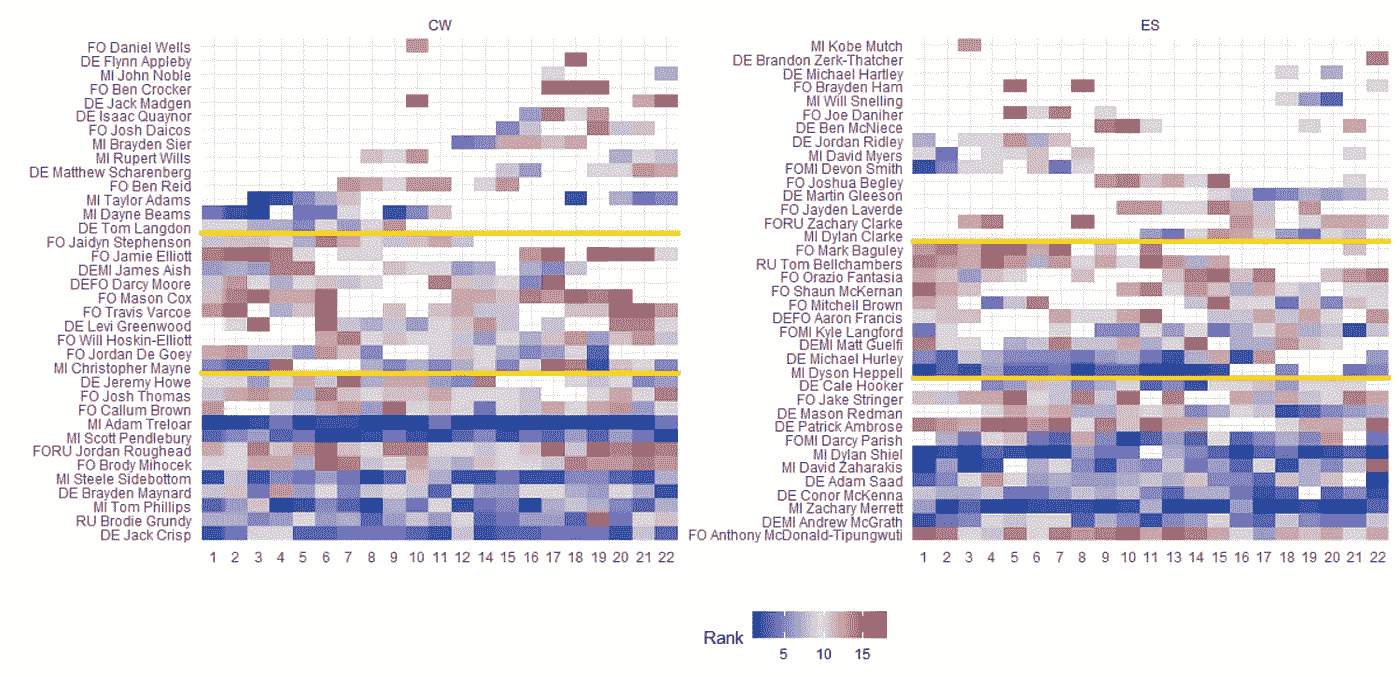 CW
FO Daniel Wells
DE Flynn Appleby
MI John Noble
FO Ben Crocker
DE Jack Madgen
DE Isaac Quaynor
FO Josh Daicos
MI Brayden Sier
MI Rupert Wills
DE Matthew Scharenberg
FO Ben Reid
MI Taylor Adams
MI Dayne Beams
DE Tom Langdon
FO Jaidyn Stephenson
FO Jamie Elliott
DEMI James Aish
DEFO Darcy Moore
FO Mason Cox
FO Travis Varcoe
DE Levi Greenwood
FO Will Hoskin-Elliott
FO Jordan De Goey
MI Christopher Mayne
DE Jeremy Howe
FO Josh Thomas
FO Callum Brown
MI Adam Treloar
MI Scott Pendlebury
FORU Jordan Roughead
FO Brody Mihocek
MI Steele Sidebottom
DE Brayden Maynard
MI Tom Phillips
RU Brodie Grundy
DE Jack Crisp
1 2 3 4 5 6 7 8 9 10 11 12 14 15 16 17 18 19 20 21 22
ES
MI Kobe Mutch
DE Brandon Zerk-Thatcher
DE Michael Hartley
FO Brayden Ham
MI Will Snelling
FO Joe Daniher
DE Ben McNiece
DE Jordan Ridley
MI David Myers
FOMI Devon Smith
FO Joshua Begley
DE Martin Gleeson
FO Jayden Laverde
FORU Zachary Clarke
MI Dylan Clarke
FO Mark Baguley
RU Tom Bellchambers
FO Orazio Fantasia
FO Shaun McKernan
FO Mitchell Brown
DEFO Aaron Francis
FOMI Kyle Langford
DEMI Matt Guelfi
DE Michael Hurley
MI Dyson Heppell
DE Cale Hooker
FO Jake Stringer
DE Mason Redman
DE Patrick Ambrose
FOMI Darcy Parish
MI Dylan Shiel
MI David Zaharakis
DE Adam Saad
DE Conor McKenna
MI Zachary Merrett
DEMI Andrew McGrath
FO Anthony McDonald-Tipungwuti
1 2 3 4 5 6 7 8 9 10 11 13 14 15 16 17 18 19 20 21 22
Rank
5 10 15